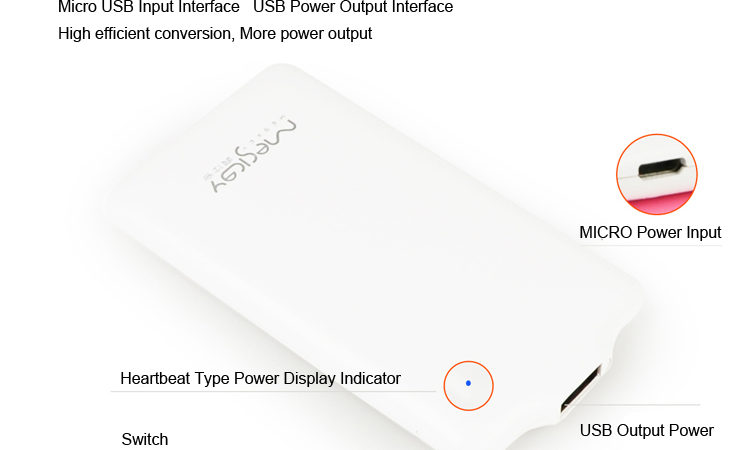 Micro USB Input Interface USB Power Output Interface
High efficient conversion, More power output
MICRO Power Input
Heartbeat Type Power Display Indicator
USB Output Power
Switch